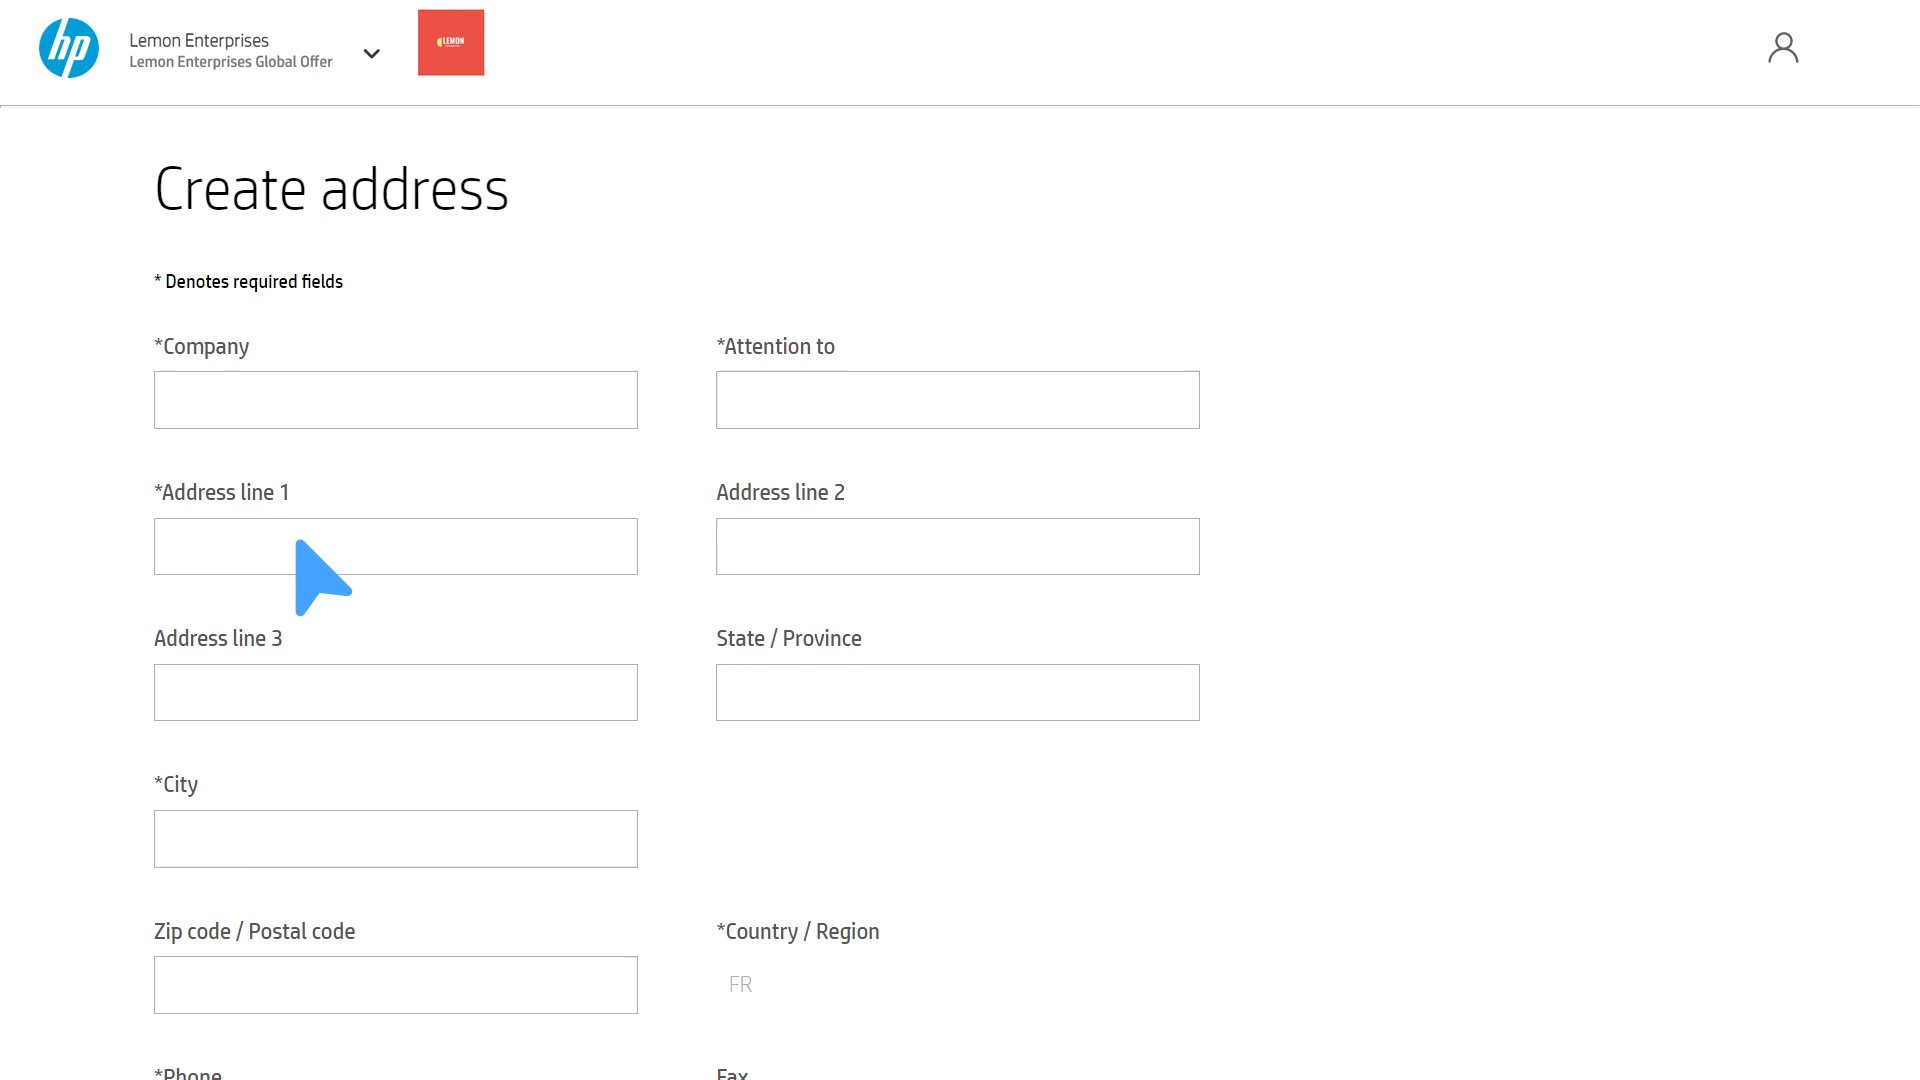 hp
Lemon Enterprises
Lemon Enterprises Global Offer
LEMON
Create address
* Denotes required fields
*Company
*Attention to
*Address line 1
Address line 2
Address line 3
State / Province
*City
Zip code / Postal code
*Country / Region
FR
*Phone
Fax